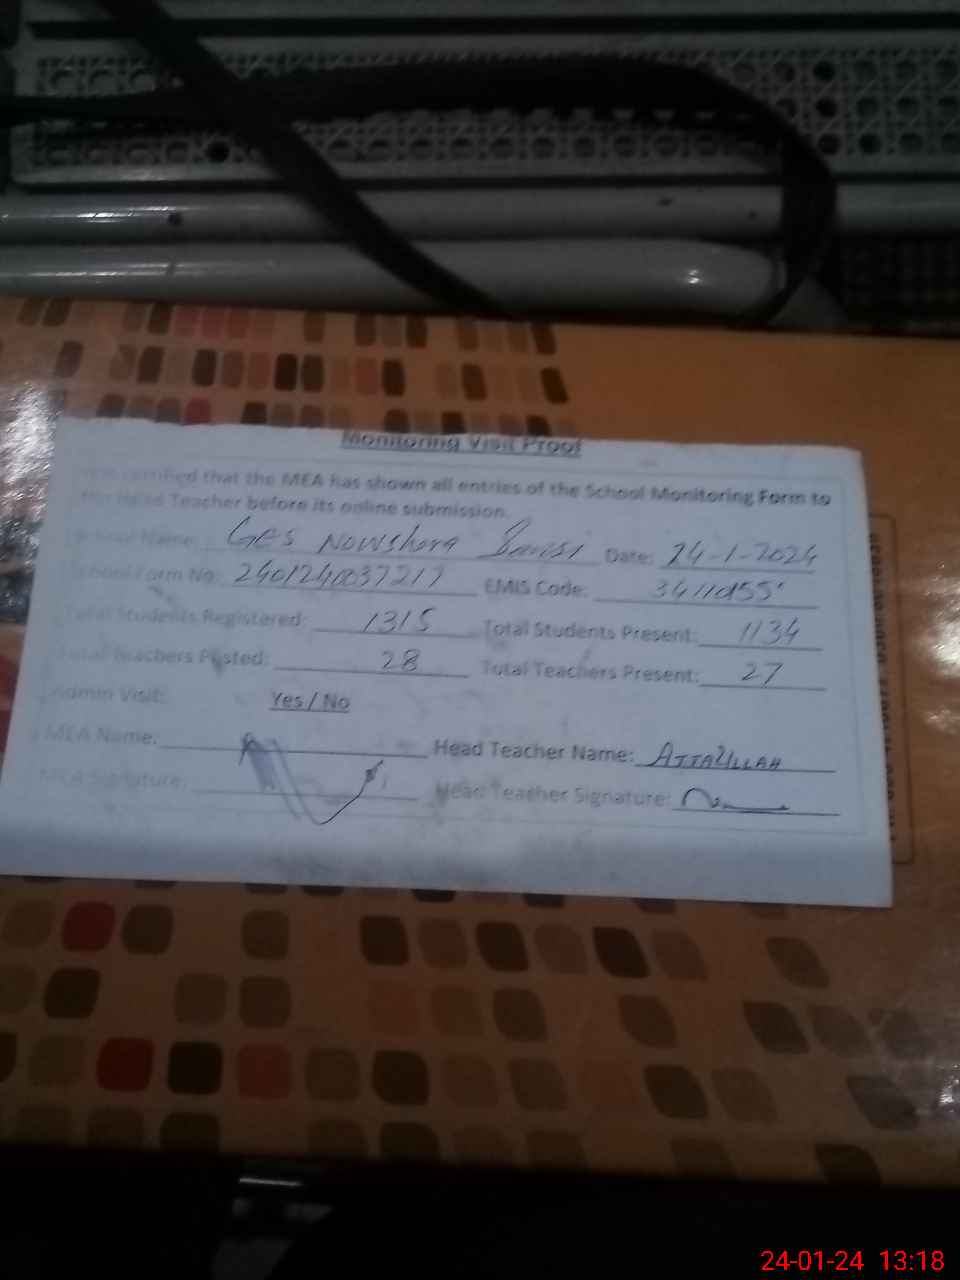 Monitoring Visit Proof
certified that the MEA has shown all entries of the School Monitoring Form to
the Head Teacher before its online submission.
School Name: GES Nowshera Date: 24-1-2024
School Form No: 2401240037217 EMIS Code:
Total Students Registered: 1315 Total Students Present: 1134
Total Teachers Posted: 28 Total Teachers Present: 27
Admin Visit: Yes / No
MEA Name: Head Teacher Name: ATTAULLAH
MEA Signature: Head Teacher Signature:
24-01-24 13:18